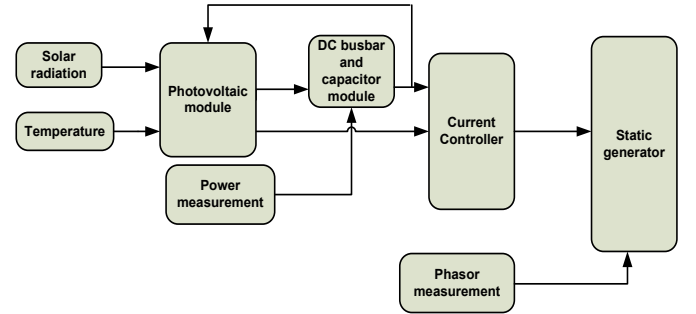 Solar
radiation
Temperature
Photovoltaic
module
DC busbar
and
capacitor
module
Power
measurement
Current
Controller
Static
generator
Phasor
measurement